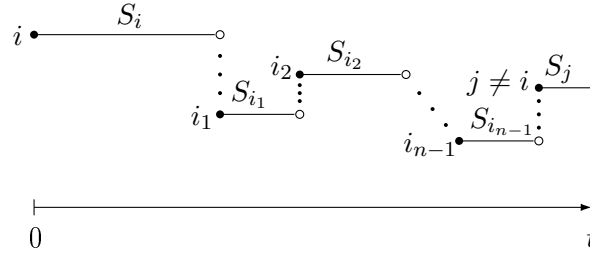 i S_i
i_1 S_{i_1}
i_2 S_{i_2}
i_{n-1} S_{i_{n-1}}
j ≠ i S_j
0